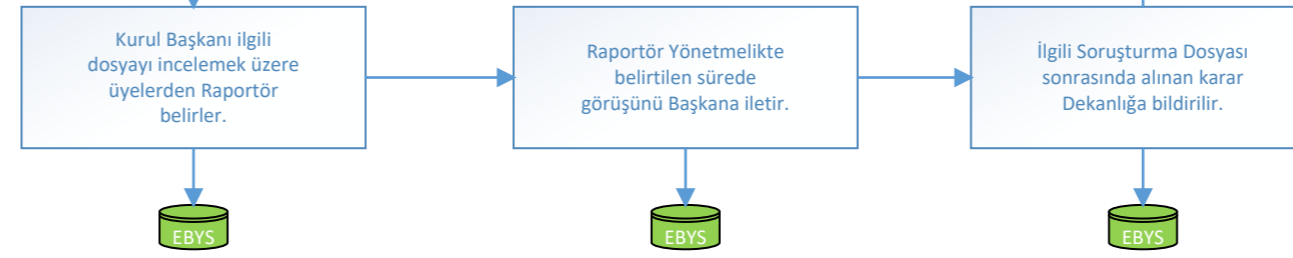 Kurul Başkanı ilgili
dosyayı incelemek üzere
üyelerden Raportör
belirler.
Raportör Yönetmelikte
belirtilen sürede
görüşünü Başkana iletir.
İlgili Soruşturma Dosyası
sonrasında alınan karar
Dekanlığa bildirilir.
EBYS
EBYS
EBYS